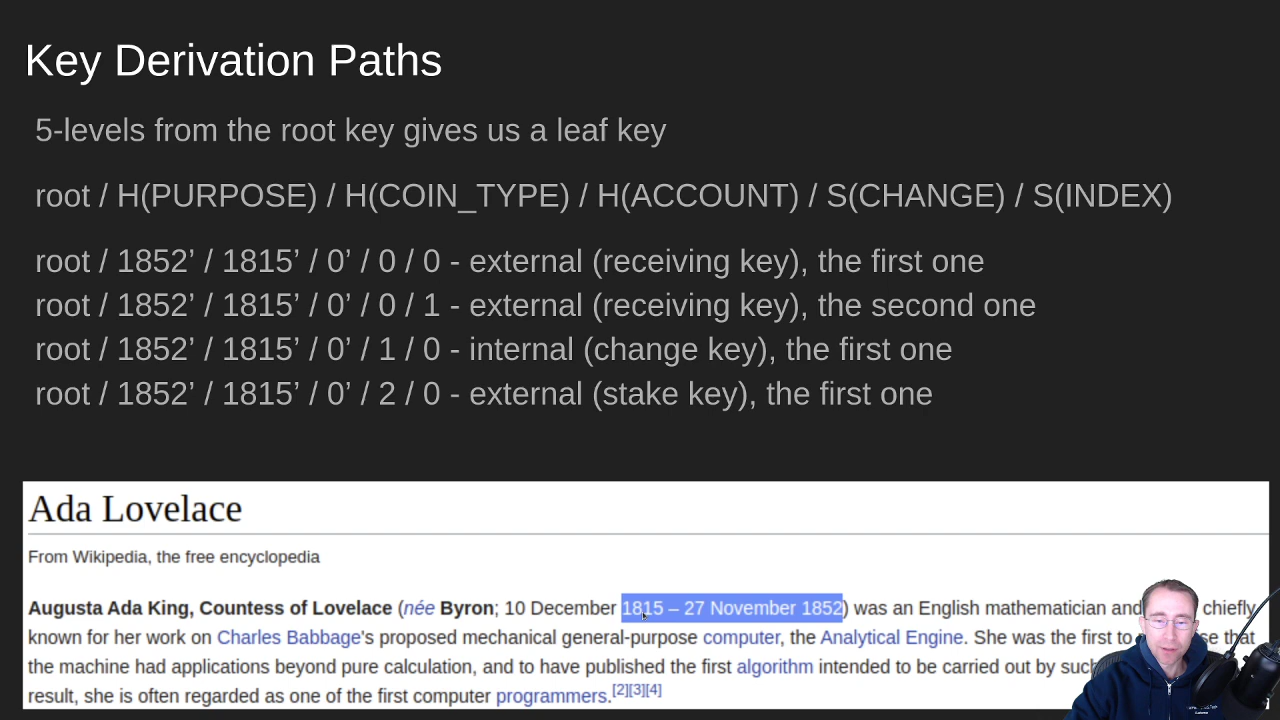 Key Derivation Paths
5-levels from the root key gives us a leaf key
root / H(PURPOSE) / H(COIN_TYPE) / H(ACCOUNT) / S(CHANGE) / S(INDEX)
root / 1852’ / 1815’ / 0’ / 0 / 0 - external (receiving key), the first one
root / 1852’ / 1815’ / 0’ / 0 / 1 - external (receiving key), the second one
root / 1852’ / 1815’ / 0’ / 1 / 0 - internal (change key), the first one
root / 1852’ / 1815’ / 0’ / 2 / 0 - external (stake key), the first one
Ada Lovelace
From Wikipedia, the free encyclopedia
Augusta Ada King, Countess of Lovelace (née Byron; 10 December 1815 – 27 November 1852) was an English mathematician and chiefly
known for her work on Charles Babbage's proposed mechanical general-purpose computer, the Analytical Engine. She was the first to that
the machine had applications beyond pure calculation, and to have published the first algorithm intended to be carried out by such
result, she is often regarded as one of the first computer programmers.[2][3][4]